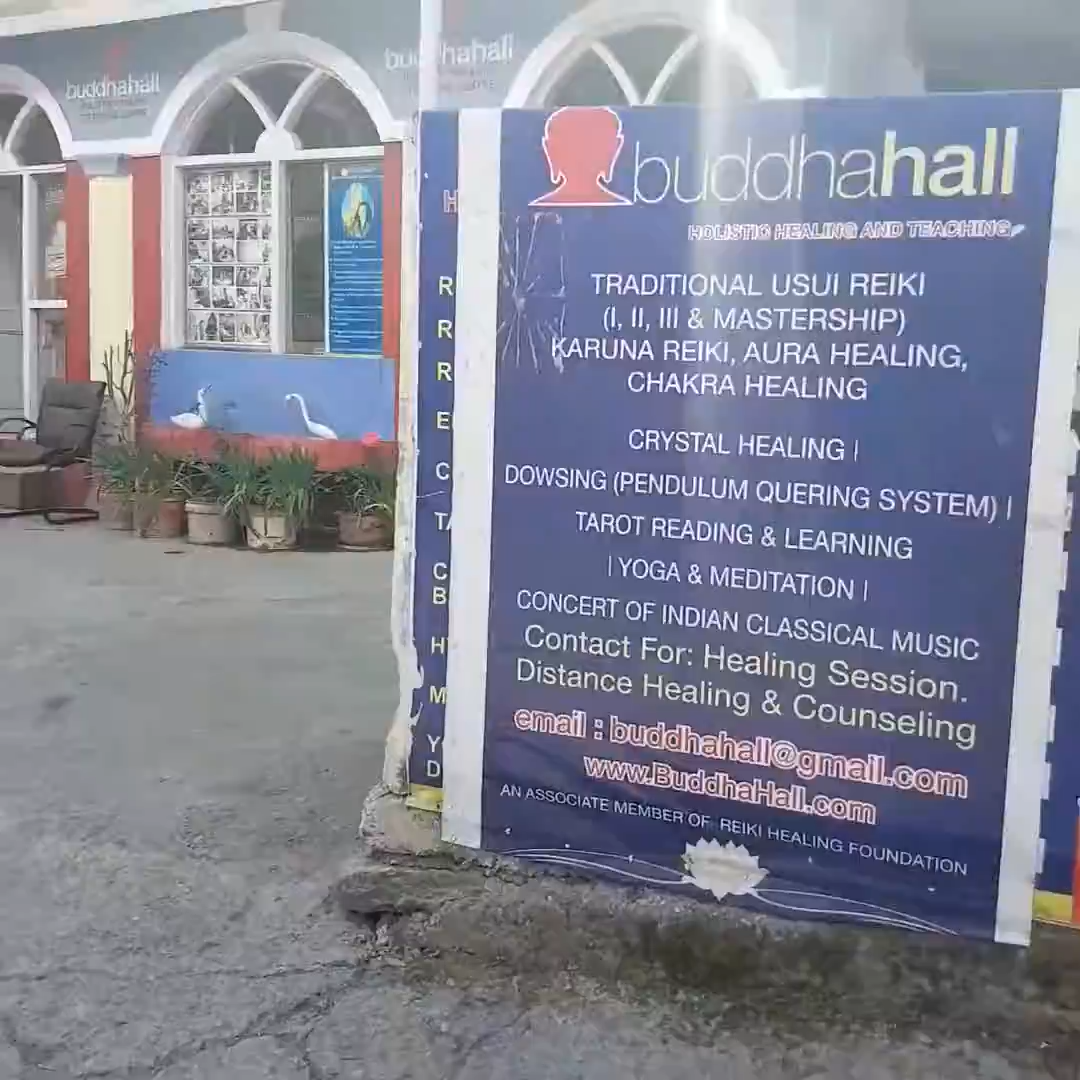 buddhahall
buddhahall
buddhahall
HOLISTIC HEALING AND TEACHING
TRADITIONAL USUI REIKI
(I, II, III & MASTERSHIP)
KARUNA REIKI, AURA HEALING,
CHAKRA HEALING
CRYSTAL HEALING |
DOWSING (PENDULUM QUERING SYSTEM) |
TAROT READING & LEARNING
| YOGA & MEDITATION |
CONCERT OF INDIAN CLASSICAL MUSIC
Contact For: Healing Session.
Distance Healing & Counseling
email : buddhahall@gmail.com
www.BuddhaHall.com
AN ASSOCIATE MEMBER OF: REIKI HEALING FOUNDATION
H
R
R
R
E
C
TA
C
B
H
M
Y
D